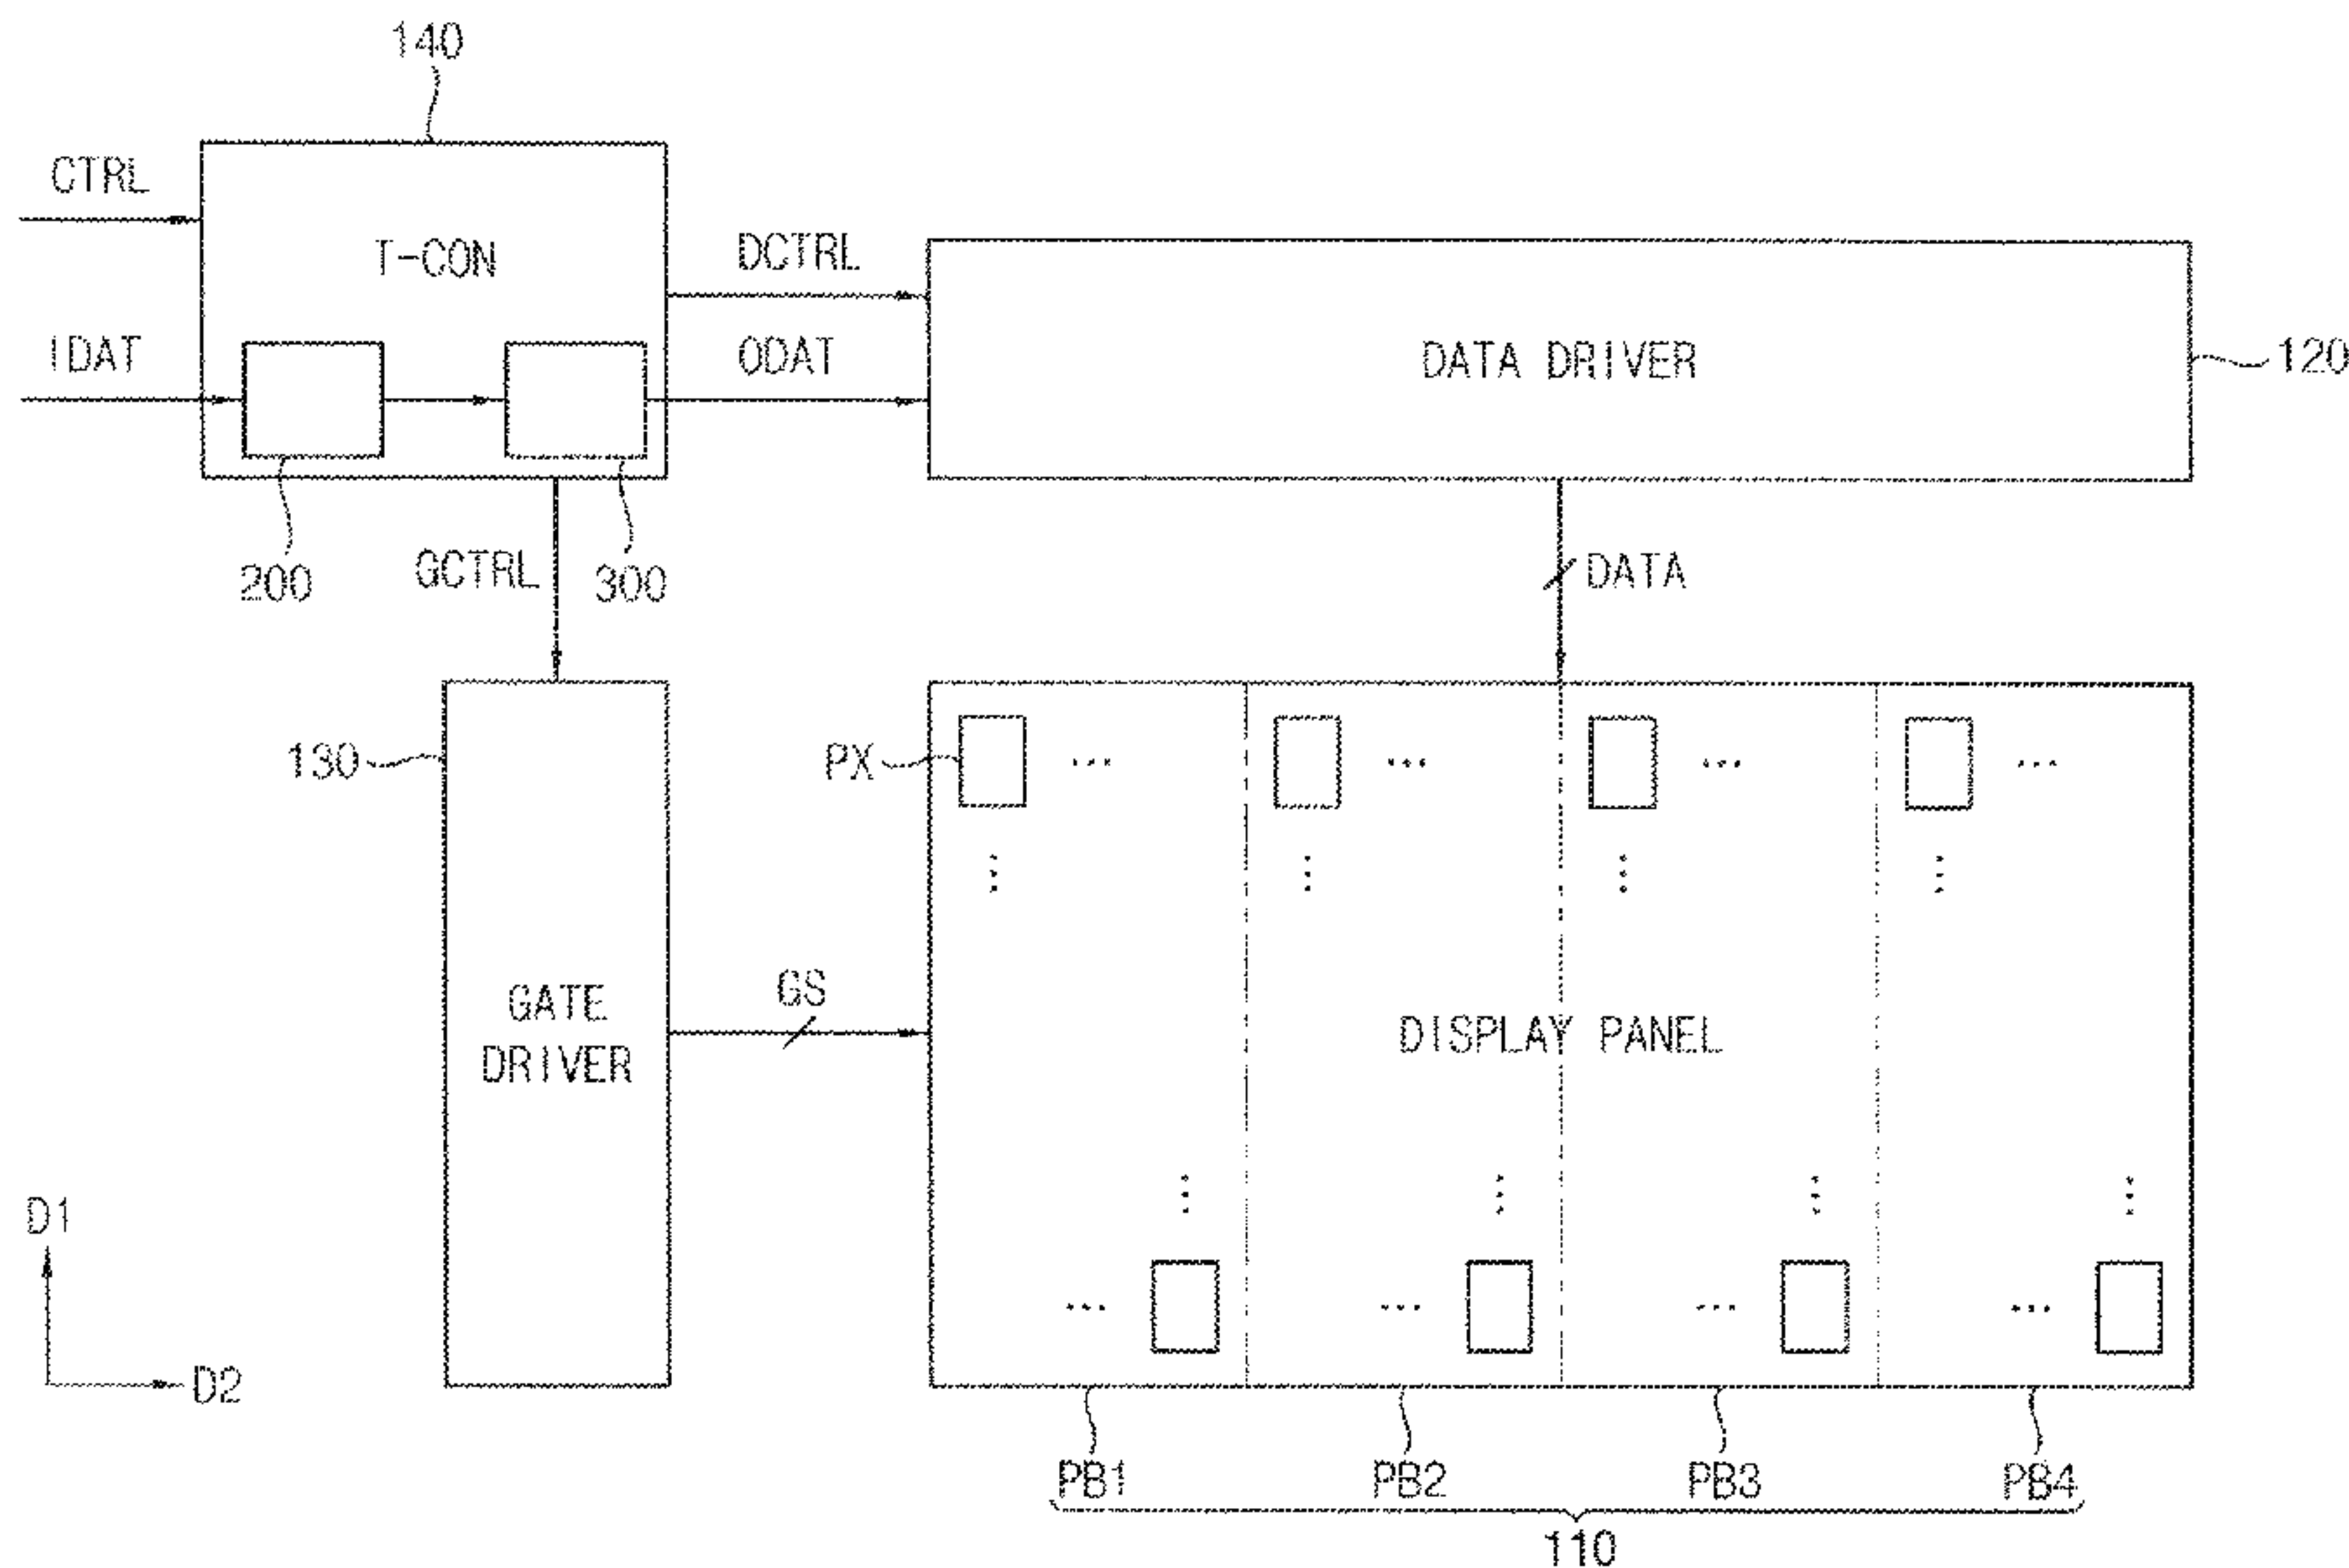 140
CTRL
T-CON
DCTRL
IDAT
ODAT
DATA DRIVER
120
200
GCTRL
300
DATA
130
PX
GATE
DRIVER
GS
DISPLAY PANEL
D1
D2
PB1
PB2
PB3
PB4
110